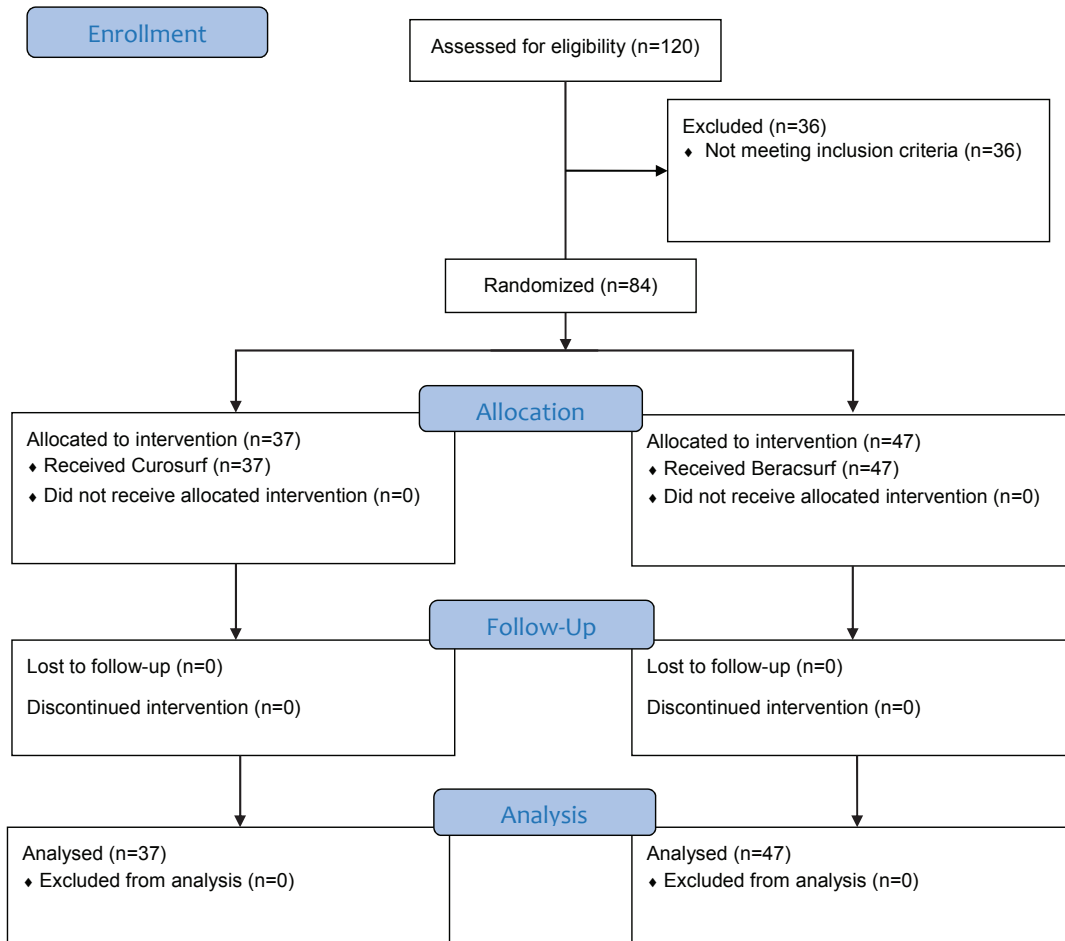 Enrollment
Assessed for eligibility (n=120)
Excluded (n=36)
♦ Not meeting inclusion criteria (n=36)
Randomized (n=84)
Allocation
Allocated to intervention (n=37)
♦ Received Curosurf (n=37)
♦ Did not receive allocated intervention (n=0)
Allocated to intervention (n=47)
♦ Received Beracsurf (n=47)
♦ Did not receive allocated intervention (n=0)
Follow-Up
Lost to follow-up (n=0)
Discontinued intervention (n=0)
Lost to follow-up (n=0)
Discontinued intervention (n=0)
Analysis
Analysed (n=37)
♦ Excluded from analysis (n=0)
Analysed (n=47)
♦ Excluded from analysis (n=0)